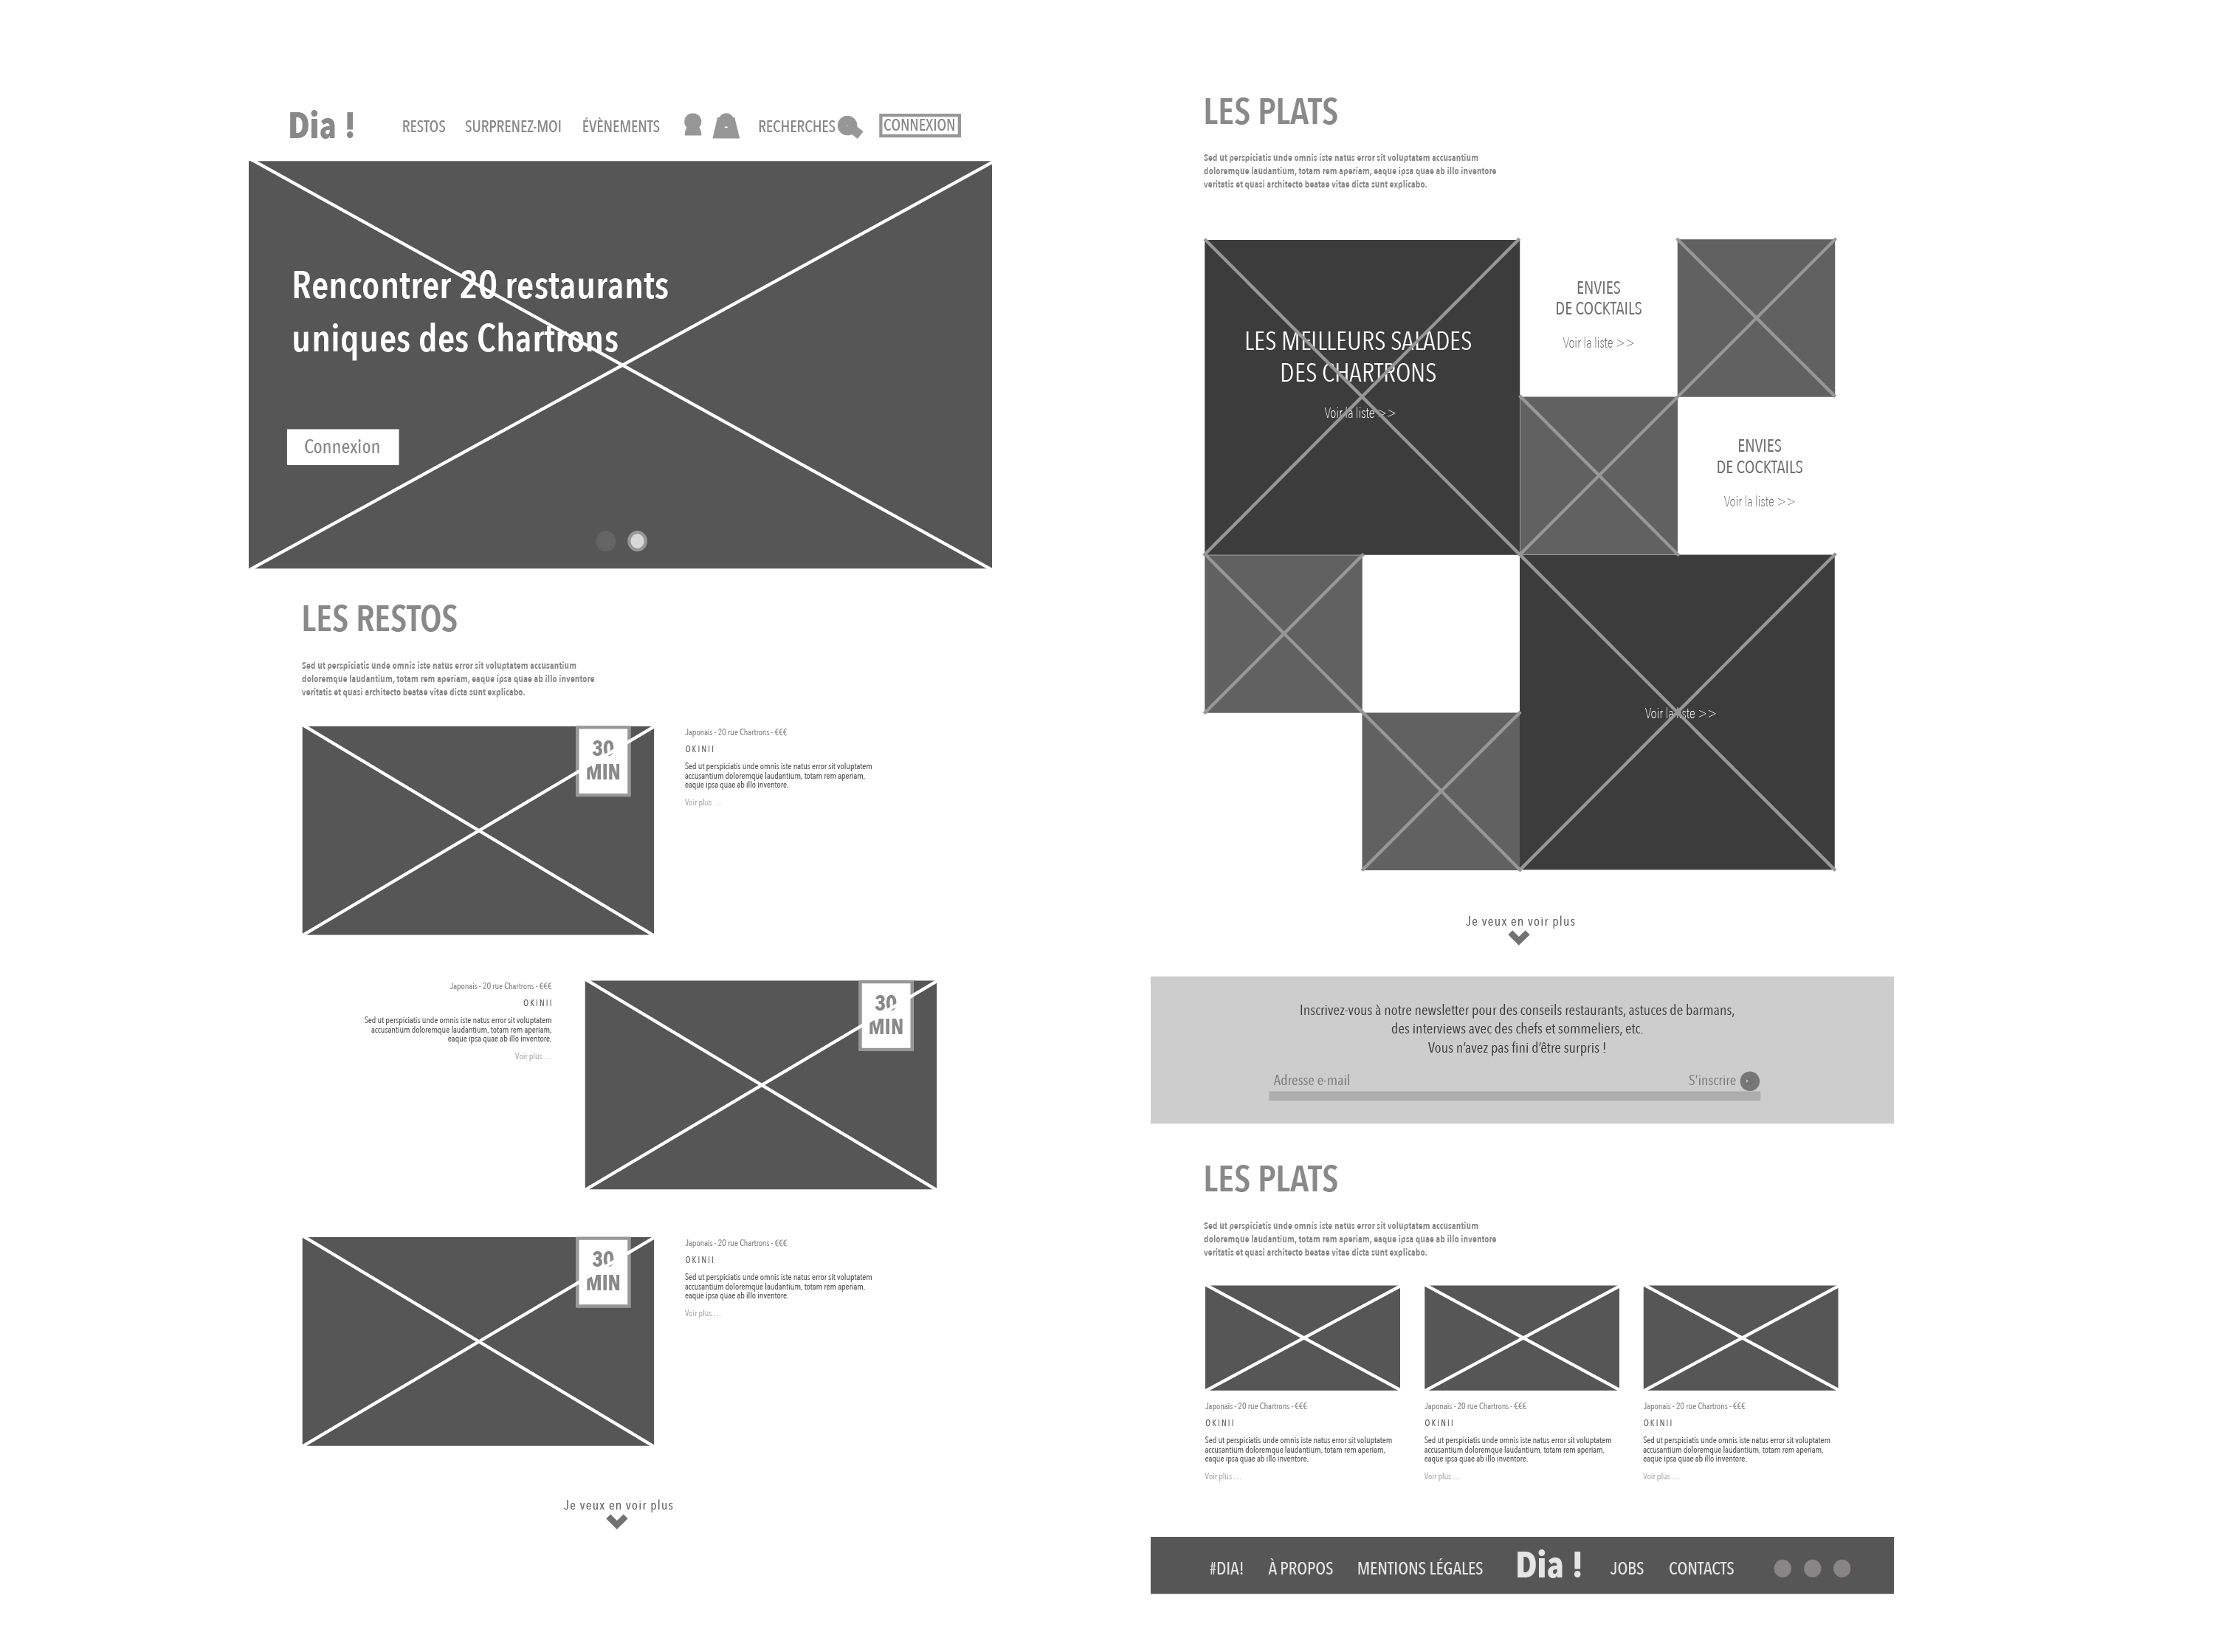 Dia !
RESTOS SURPRENEZ-MOI ÉVÈNEMENTS RECHERCHES CONNEXION
Rencontrer 20 restaurants
uniques des Chartrons
Connexion
LES RESTOS
Sed ut perspiciatis unde omnis iste natus error sit voluptatem accusantium
doloremque laudantium, totam rem aperiam, eaque ipsa quae ab illo inventore
veritatis et quasi architecto beatae vitae dicta sunt explicabo.
30
MIN
Japonais - 20 rue Chartrons - €€€
OKINII
Sed ut perspiciatis unde omnis iste natus error sit voluptatem
accusantium doloremque laudantium, totam rem aperiam,
eaque ipsa quae ab illo inventore.
Voir plus ...
Japonais - 20 rue Chartrons - €€€
OKINII
Sed ut perspiciatis unde omnis iste natus error sit voluptatem
accusantium doloremque laudantium, totam rem aperiam,
eaque ipsa quae ab illo inventore.
Voir plus ...
30
MIN
30
MIN
Japonais - 20 rue Chartrons - €€€
OKINII
Sed ut perspiciatis unde omnis iste natus error sit voluptatem
accusantium doloremque laudantium, totam rem aperiam,
eaque ipsa quae ab illo inventore.
Voir plus ...
Je veux en voir plus
LES PLATS
Sed ut perspiciatis unde omnis iste natus error sit voluptatem accusantium
doloremque laudantium, totam rem aperiam, eaque ipsa quae ab illo inventore
veritatis et quasi architecto beatae vitae dicta sunt explicabo.
LES MEILLEURS SALADES
DES CHARTRONS
Voir la liste >>
ENVIES
DE COCKTAILS
Voir la liste >>
ENVIES
DE COCKTAILS
Voir la liste >>
Voir la liste >>
Je veux en voir plus
Inscrivez-vous à notre newsletter pour des conseils restaurants, astuces de barmans,
des interviews avec des chefs et sommeliers, etc.
Vous n’avez pas fini d’être surpris !
Adresse e-mail S’inscrire
LES PLATS
Sed ut perspiciatis unde omnis iste natus error sit voluptatem accusantium
doloremque laudantium, totam rem aperiam, eaque ipsa quae ab illo inventore
veritatis et quasi architecto beatae vitae dicta sunt explicabo.
Japonais - 20 rue Chartrons - €€€
OKINII
Sed ut perspiciatis unde omnis iste natus error sit voluptatem
accusantium doloremque laudantium, totam rem aperiam,
eaque ipsa quae ab illo inventore.
Voir plus ...
Japonais - 20 rue Chartrons - €€€
OKINII
Sed ut perspiciatis unde omnis iste natus error sit voluptatem
accusantium doloremque laudantium, totam rem aperiam,
eaque ipsa quae ab illo inventore.
Voir plus ...
Japonais - 20 rue Chartrons - €€€
OKINII
Sed ut perspiciatis unde omnis iste natus error sit voluptatem
accusantium doloremque laudantium, totam rem aperiam,
eaque ipsa quae ab illo inventore.
Voir plus ...
#DIA! À PROPOS MENTIONS LÉGALES Dia ! JOBS CONTACTS